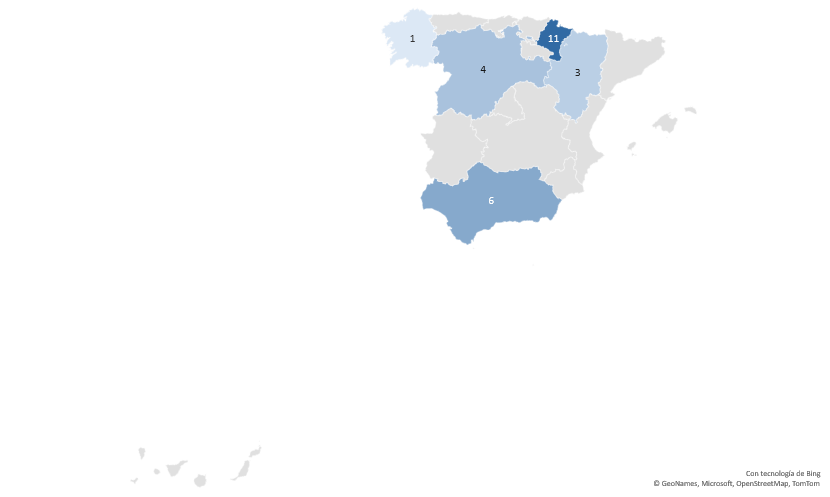 1
11
4
3
6
Con tecnología de Bing
© GeoNames, Microsoft, OpenStreetMap, TomTom